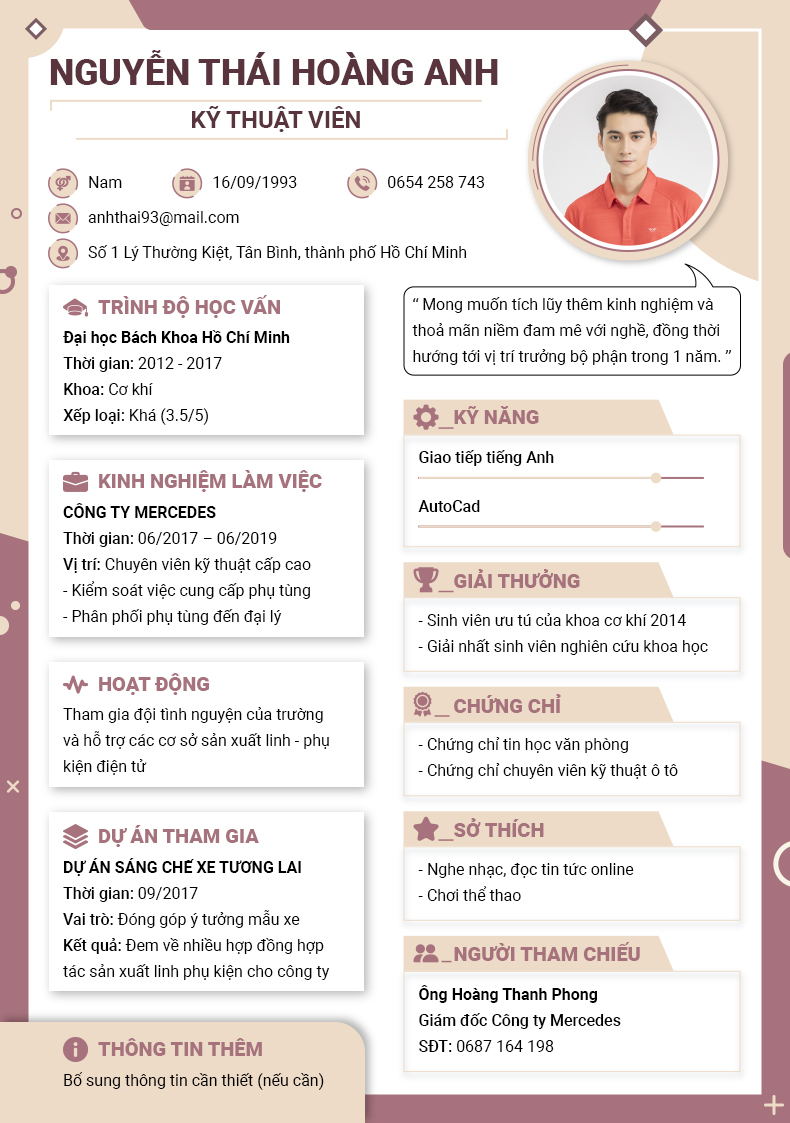 NGUYỄN THÁI HOÀNG ANH
KỸ THUẬT VIÊN
Nam
16/09/1993
0654 258 743
anhthai93@mail.com
Số 1 Lý Thường Kiệt, Tân Bình, thành phố Hồ Chí Minh
TRÌNH ĐỘ HỌC VẤN
Đại học Bách Khoa Hồ Chí Minh
Thời gian: 2012 - 2017
Khoa: Cơ khí
Xếp loại: Khá (3.5/5)
KINH NGHIỆM LÀM VIỆC
CÔNG TY MERCEDES
Thời gian: 06/2017 – 06/2019
Vị trí: Chuyên viên kỹ thuật cấp cao
- Kiểm soát việc cung cấp phụ tùng
- Phân phối phụ tùng đến đại lý
HOẠT ĐỘNG
Tham gia đội tình nguyện của trường
và hỗ trợ các cơ sở sản xuất linh - phụ
kiện điện tử
DỰ ÁN THAM GIA
DỰ ÁN SÁNG CHẾ XE TƯƠNG LAI
Thời gian: 09/2017
Vai trò: Đóng góp ý tưởng mẫu xe
Kết quả: Đem về nhiều hợp đồng hợp
tác sản xuất linh phụ kiện cho công ty
THÔNG TIN THÊM
Bổ sung thông tin cần thiết (nếu cần)
“ Mong muốn tích lũy thêm kinh nghiệm và
thoả mãn niềm đam mê với nghề, đồng thời
hướng tới vị trí trưởng bộ phận trong 1 năm. ”
KỸ NĂNG
Giao tiếp tiếng Anh
AutoCad
GIẢI THƯỞNG
- Sinh viên ưu tú của khoa cơ khí 2014
- Giải nhất sinh viên nghiên cứu khoa học
CHỨNG CHỈ
- Chứng chỉ tin học văn phòng
- Chứng chỉ chuyên viên kỹ thuật ô tô
SỞ THÍCH
- Nghe nhạc, đọc tin tức online
- Chơi thể thao
NGƯỜI THAM CHIẾU
Ông Hoàng Thanh Phong
Giám đốc Công ty Mercedes
SĐT: 0687 164 198